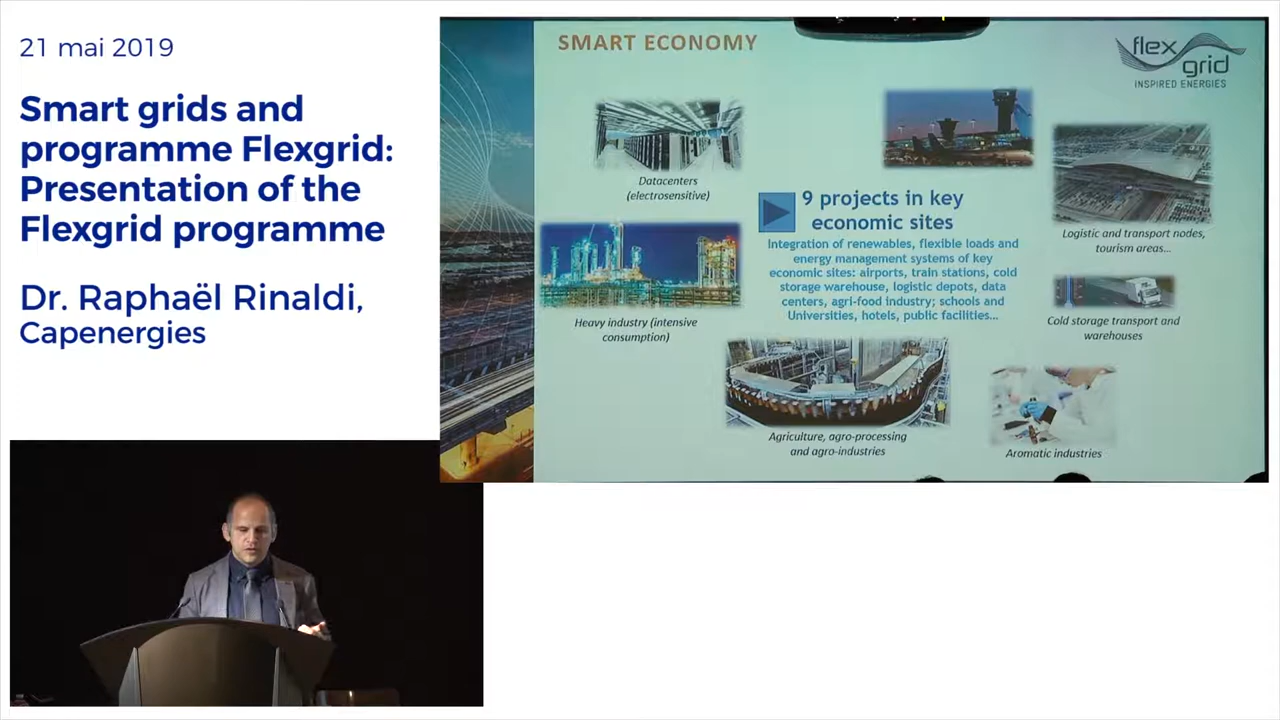 21 mai 2019
Smart grids and
programme Flexgrid:
Presentation of the
Flexgrid programme
Dr. Raphaël Rinaldi,
Capenergies
SMART ECONOMY
flex
grid
INSPIRED ENERGIES
Datacenters
(electrosensitive)
9 projects in key
economic sites
Integration of renewables, flexible loads and
energy management systems of key
economic sites: airports, train stations, cold
storage warehouse, logistic depots, data
centers, agri-food industry; schools and
Universities, hotels, public facilities...
Logistic and transport nodes,
tourism areas...
Heavy industry (intensive
consumption)
Cold storage transport and
warehouses
Agriculture, agro-processing
and agro-industries
Aromatic industries